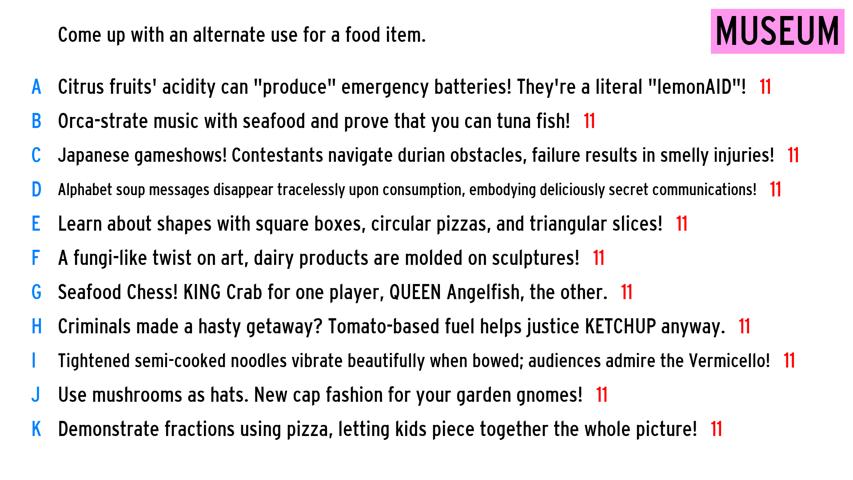 Come up with an alternate use for a food item.
MUSEUM
A Citrus fruits' acidity can "produce" emergency batteries! They're a literal "lemonAID"! 11
B Orca-strate music with seafood and prove that you can tuna fish! 11
C Japanese gameshows! Contestants navigate durian obstacles, failure results in smelly injuries! 11
D Alphabet soup messages disappear tracelessly upon consumption, embodying deliciously secret communications! 11
E Learn about shapes with square boxes, circular pizzas, and triangular slices! 11
F A fungi-like twist on art, dairy products are molded on sculptures! 11
G Seafood Chess! KING Crab for one player, QUEEN Angelfish, the other. 11
H Criminals made a hasty getaway? Tomato-based fuel helps justice KETCHUP anyway. 11
I Tightened semi-cooked noodles vibrate beautifully when bowed; audiences admire the Vermicello! 11
J Use mushrooms as hats. New cap fashion for your garden gnomes! 11
K Demonstrate fractions using pizza, letting kids piece together the whole picture! 11